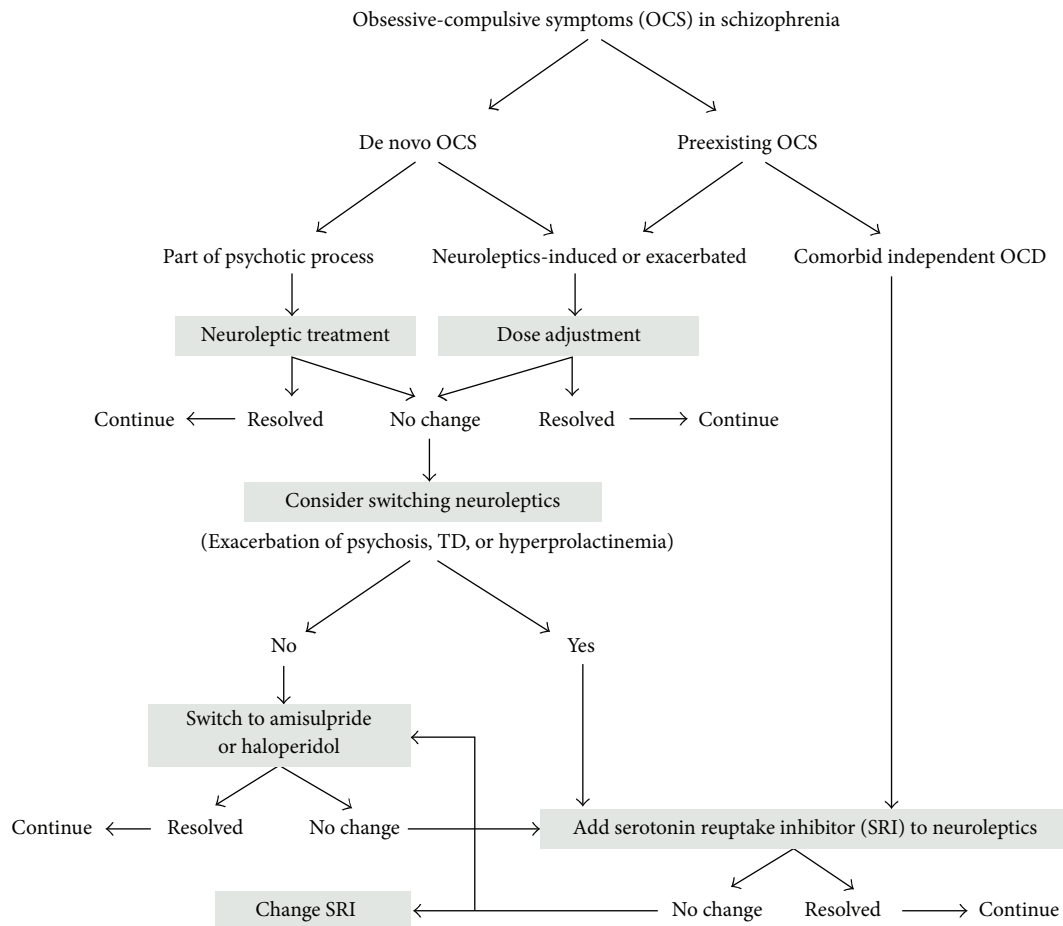 Obsessive-compulsive symptoms (OCS) in schizophrenia
De novo OCS
Preexisting OCS
Part of psychotic process
Neuroleptics-induced or exacerbated
Comorbid independent OCD
Neuroleptic treatment
Dose adjustment
Continue
Resolved
No change
Resolved
Continue
Consider switching neuroleptics
(Exacerbation of psychosis, TD, or hyperprolactinemia)
No
Yes
Switch to amisulpride
or haloperidol
Continue
Resolved
No change
Add serotonin reuptake inhibitor (SRI) to neuroleptics
Change SRI
No change
Resolved
Continue